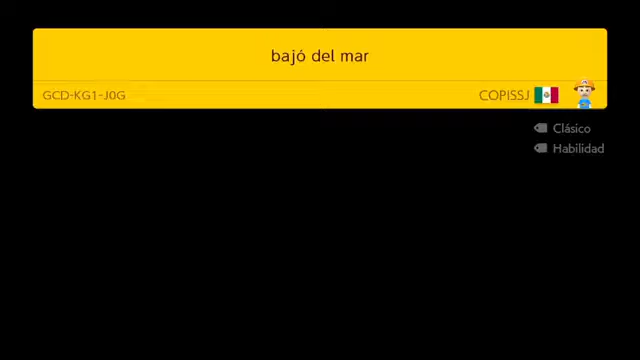 bajó del mar
GCD-KG1-J0G
COPISSJ
Clásico
Habilidad